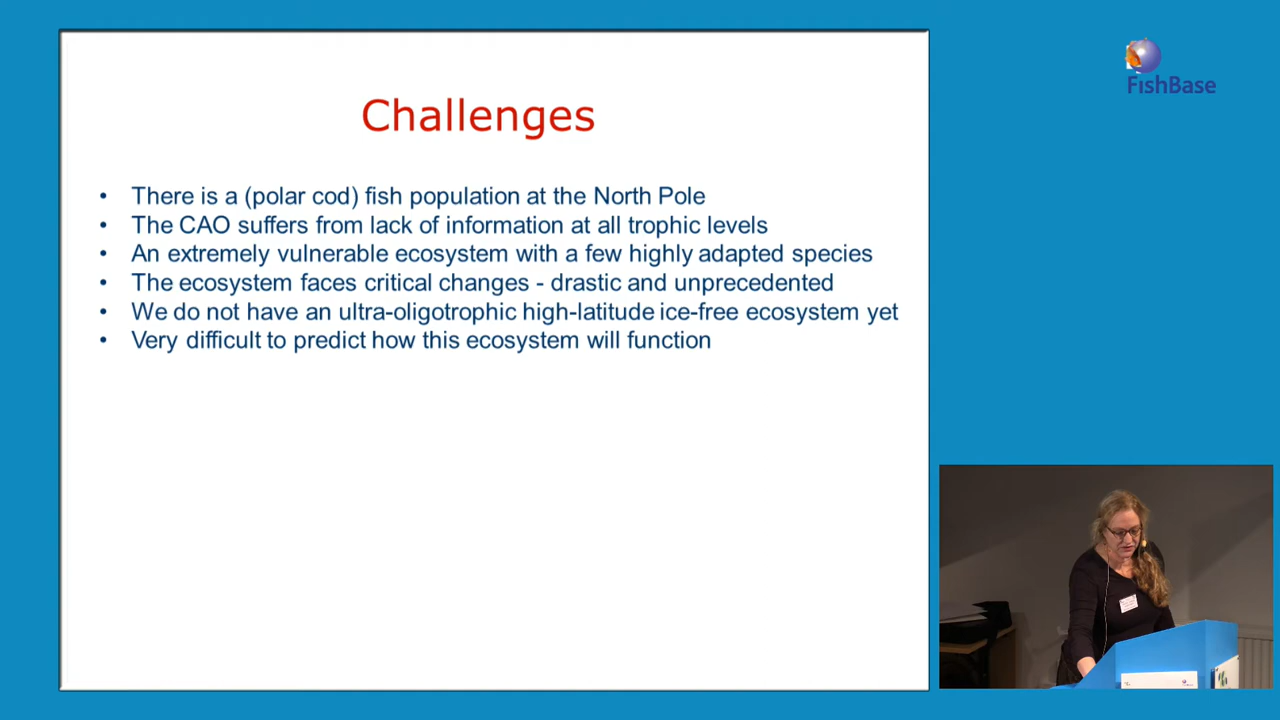 FishBase
Challenges
• There is a (polar cod) fish population at the North Pole
• The CAO suffers from lack of information at all trophic levels
• An extremely vulnerable ecosystem with a few highly adapted species
• The ecosystem faces critical changes - drastic and unprecedented
• We do not have an ultra-oligotrophic high-latitude ice-free ecosystem yet
• Very difficult to predict how this ecosystem will function